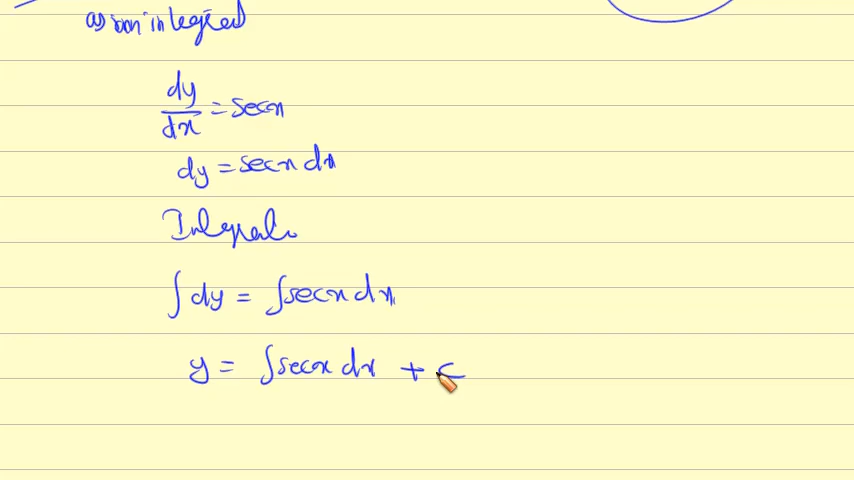 as an integral
dy/dx = secx
dy = secx dx
Integrate
∫ dy = ∫secx dx
y = ∫secx dx + c